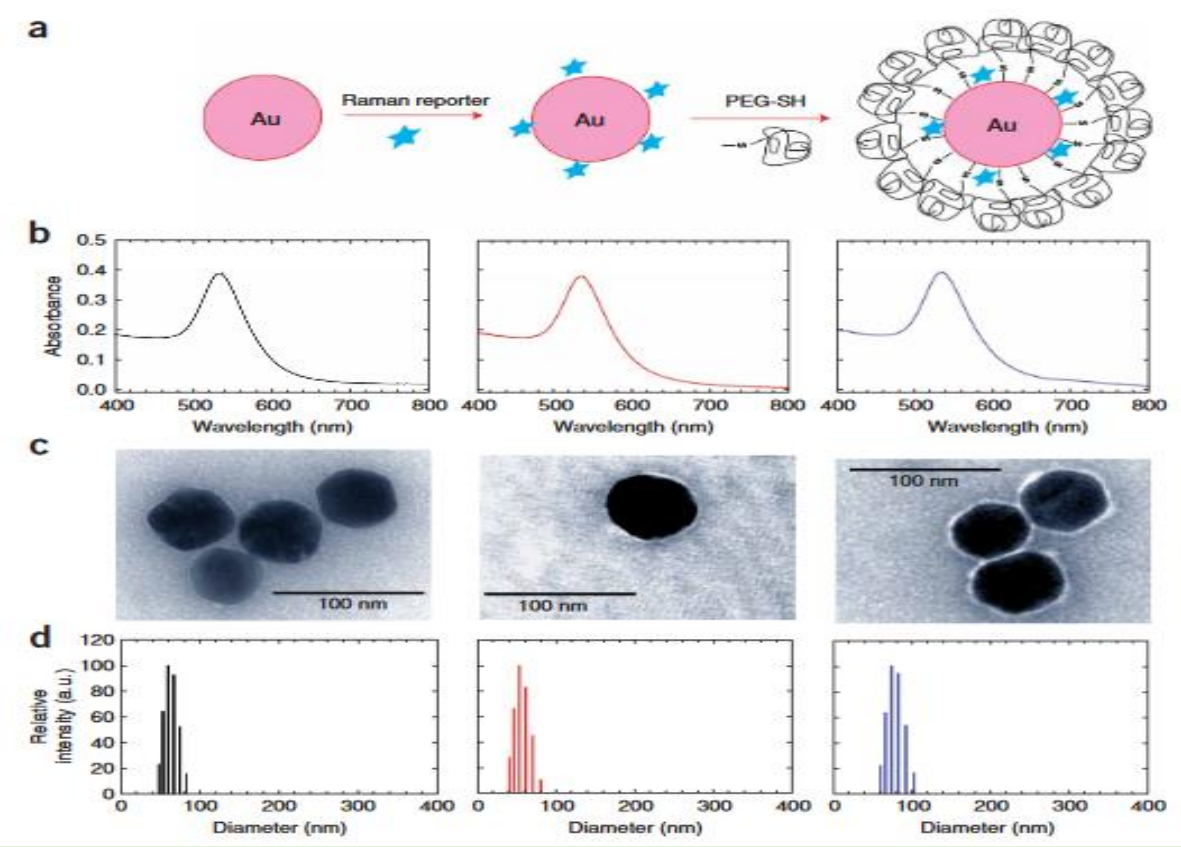 a
Au
Raman reporter
Au
PEG-SH
S
Au
S S S S S S S S S S S S S
b
Absorbance
0.5
0.4
0.3
0.2
0.1
0.0
400 500 600 700 800
Wavelength (nm)
400 500 600 700 800
Wavelength (nm)
400 500 600 700 800
Wavelength (nm)
c
100 nm
100 nm
100 nm
d
Relative
intensity (a.u.)
120
100
80
60
40
20
0
0 100 200 300 400
Diameter (nm)
0 100 200 300 400
Diameter (nm)
0 100 200 300 400
Diameter (nm)